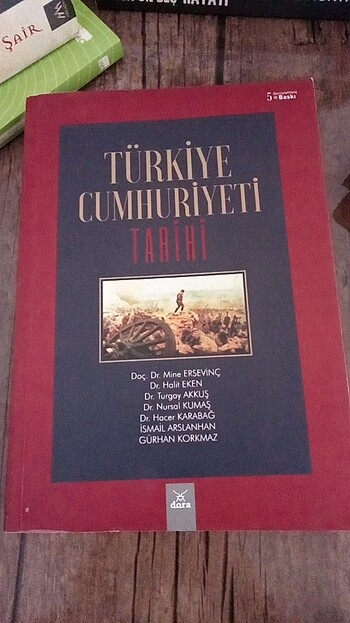 ŞAİR
HAYATI
5
Baskı
TÜRKİYE
CUMHURİYETİ
TARİHİ
Doç. Dr. Mine ERSEVİNÇ
Dr. Halit EKEN
Dr. Turgay AKKUŞ
Dr. Nursal KUMAŞ
Dr. Hacer KARABAĞ
İSMAİL ARSLANHAN
GÜRHAN KORKMAZ
dora